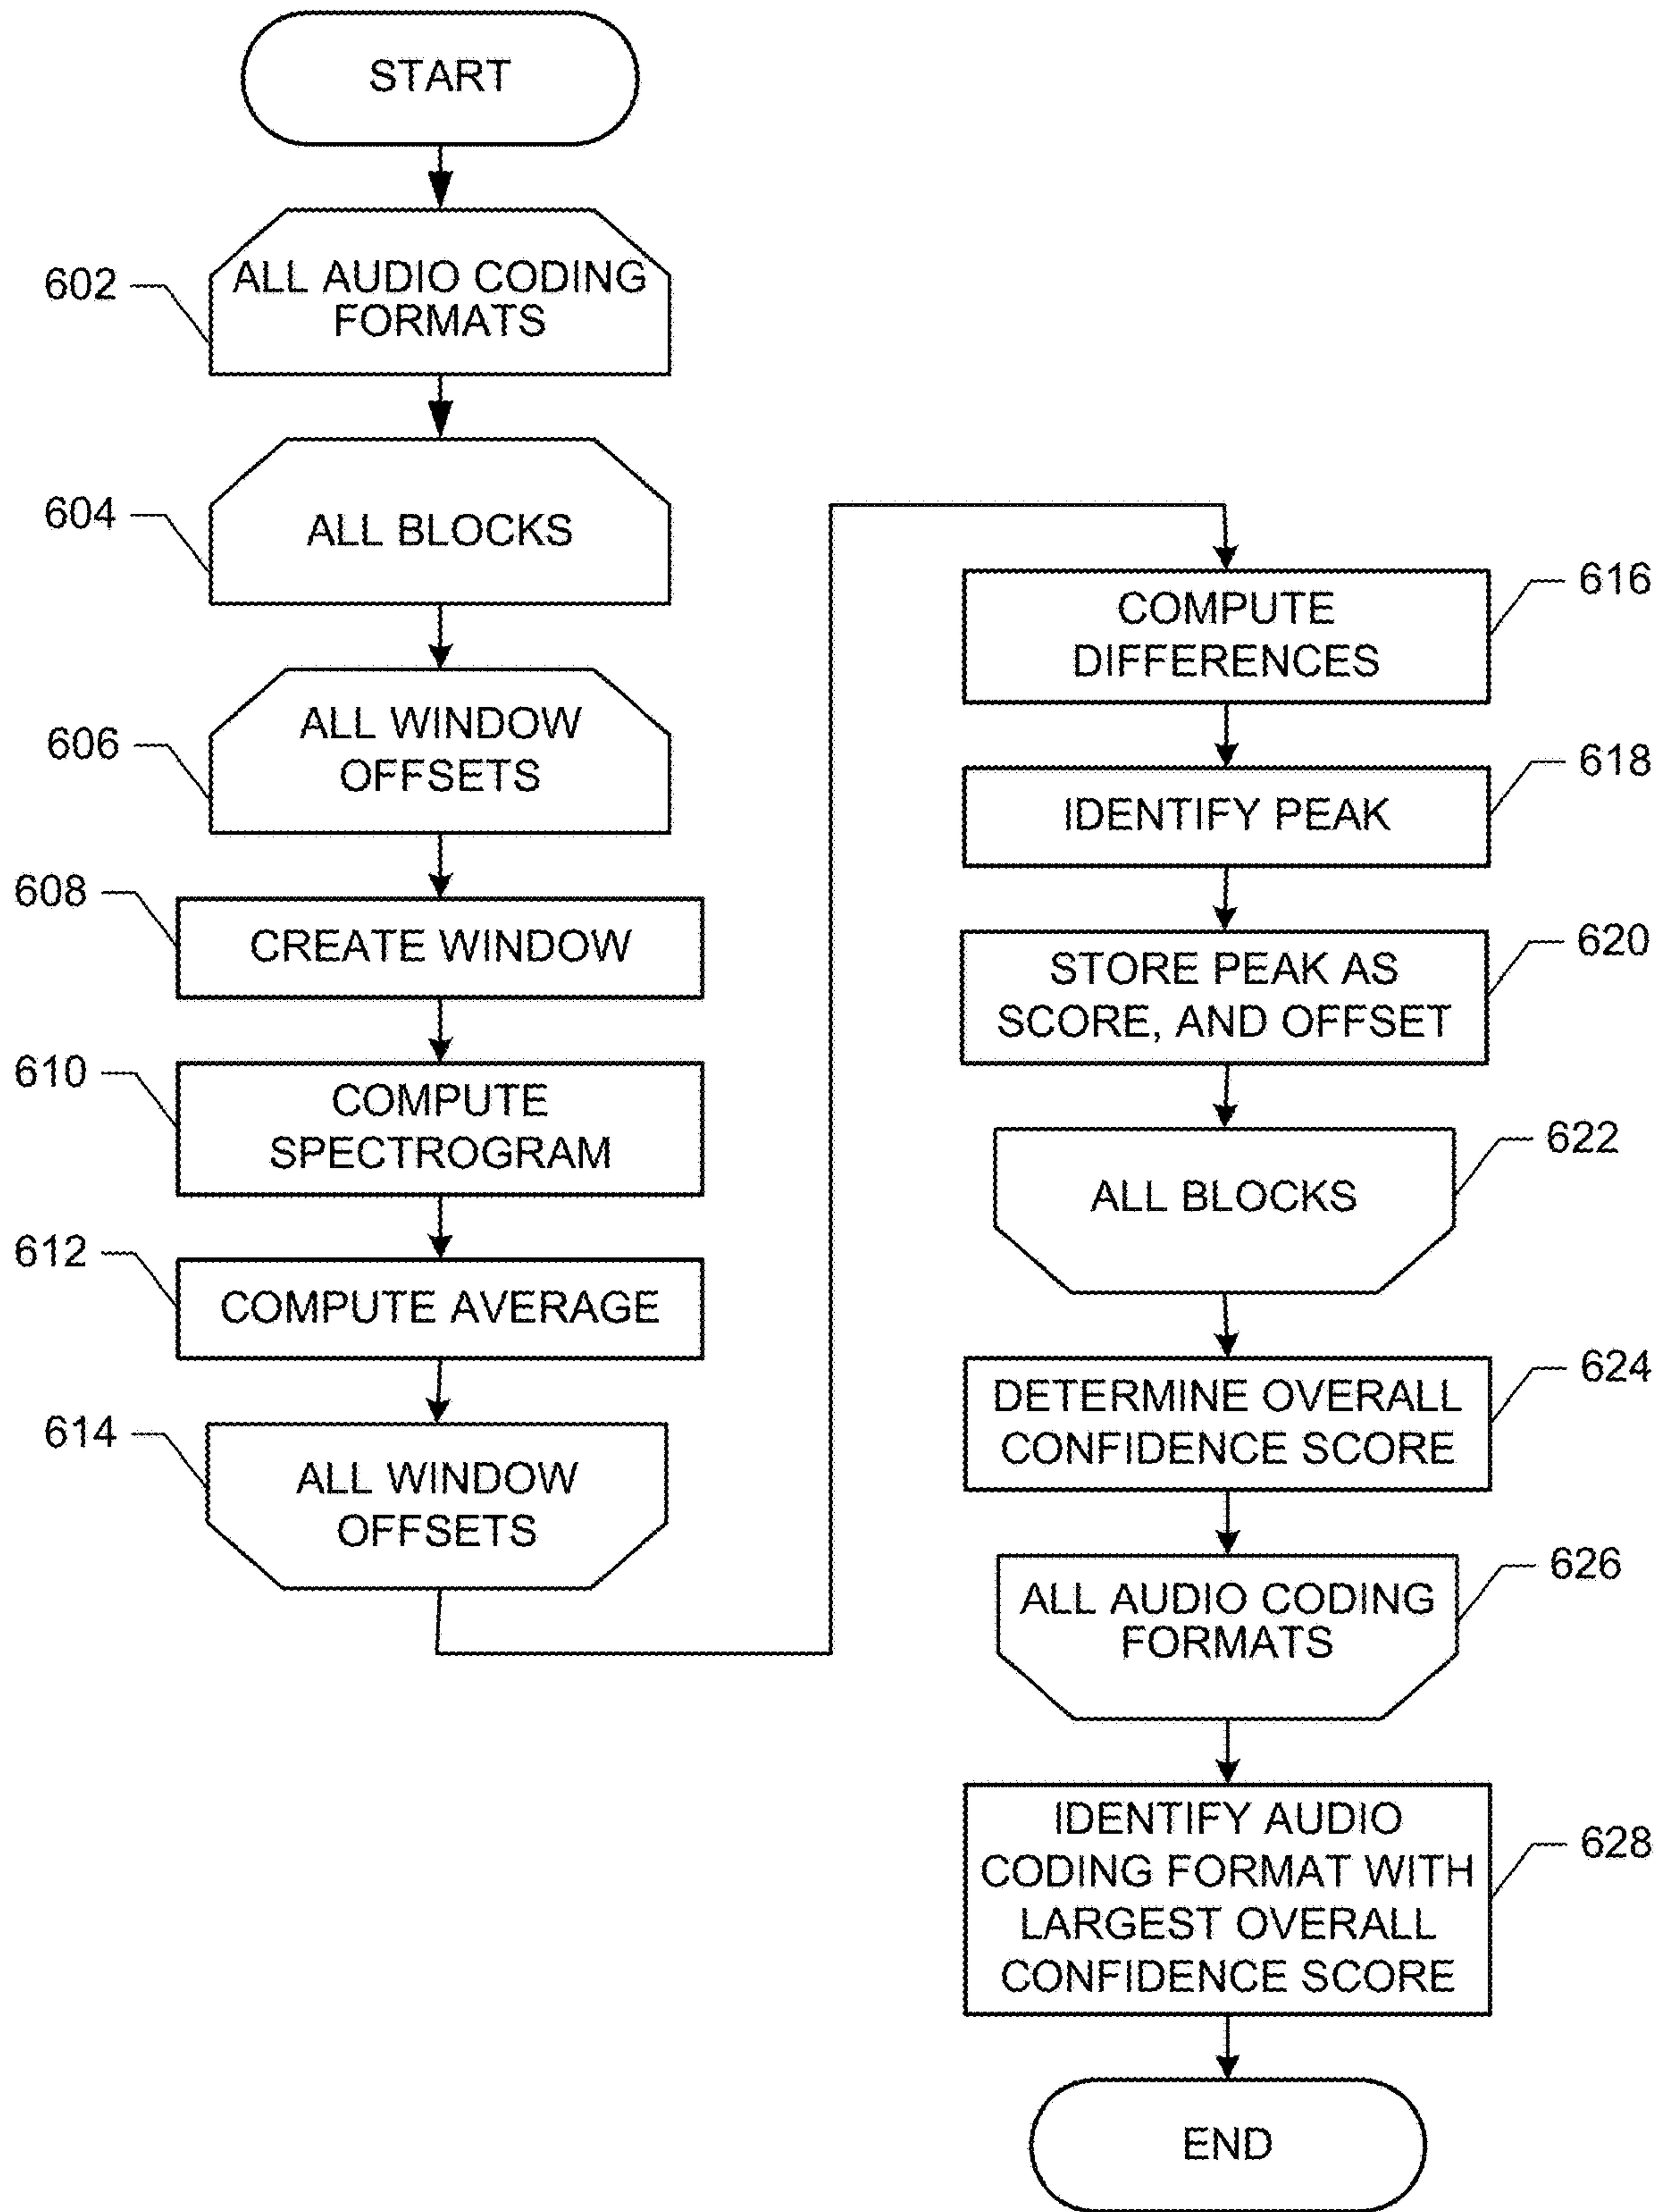 START
602
ALL AUDIO CODING
FORMATS
604
ALL BLOCKS
606
ALL WINDOW
OFFSETS
608
CREATE WINDOW
610
COMPUTE
SPECTROGRAM
612
COMPUTE AVERAGE
614
ALL WINDOW
OFFSETS
616
COMPUTE
DIFFERENCES
618
IDENTIFY PEAK
620
STORE PEAK AS
SCORE, AND OFFSET
622
ALL BLOCKS
624
DETERMINE OVERALL
CONFIDENCE SCORE
626
ALL AUDIO CODING
FORMATS
628
IDENTIFY AUDIO
CODING FORMAT WITH
LARGEST OVERALL
CONFIDENCE SCORE
END